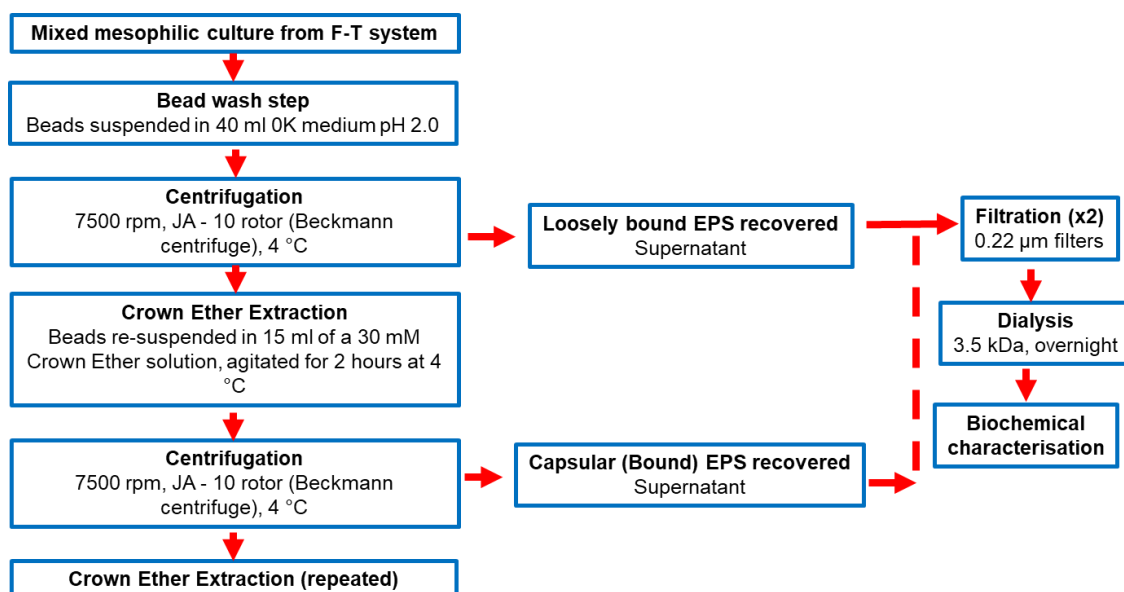 Mixed mesophilic culture from F-T system
Bead wash step
Beads suspended in 40 ml 0K medium pH 2.0
Centrifugation
7500 rpm, JA - 10 rotor (Beckmann
centrifuge), 4 °C
Loosely bound EPS recovered
Supernatant
Filtration (x2)
0.22 µm filters
Crown Ether Extraction
Beads re-suspended in 15 ml of a 30 mM
Crown Ether solution, agitated for 2 hours at 4
°C
Dialysis
3.5 kDa, overnight
Biochemical
characterisation
Centrifugation
7500 rpm, JA - 10 rotor (Beckmann
centrifuge), 4 °C
Capsular (Bound) EPS recovered
Supernatant
Crown Ether Extraction (repeated)